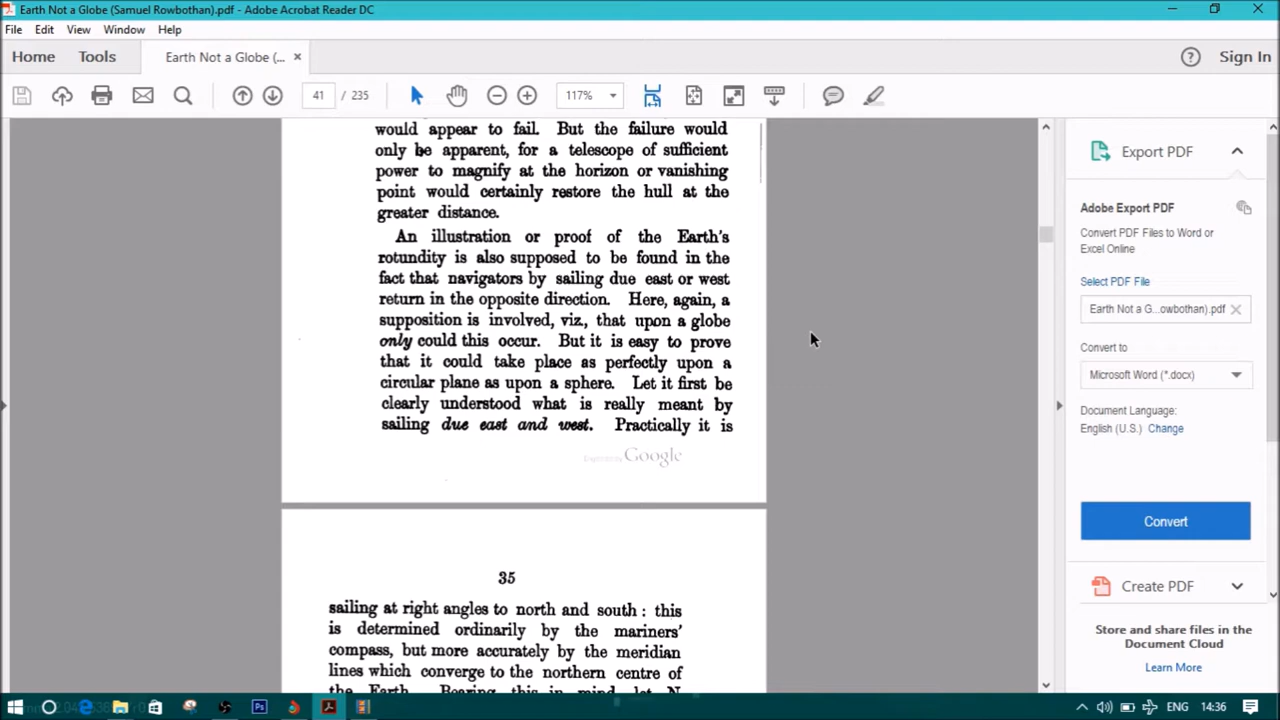 Earth Not a Globe (Samuel Rowbothan).pdf - Adobe Acrobat Reader DC
File Edit View Window Help
Home Tools Earth Not a Globe (... × Sign In
41 / 235 117%
would appear to fail. But the failure would
only be apparent, for a telescope of sufficient
power to magnify at the horizon or vanishing
point would certainly restore the hull at the
greater distance.
An illustration or proof of the Earth's
rotundity is also supposed to be found in the
fact that navigators by sailing due east or west
return in the opposite direction. Here, again, a
supposition is involved, viz., that upon a globe
only could this occur. But it is easy to prove
that it could take place as perfectly upon a
circular plane as upon a sphere. Let it first be
clearly understood what is really meant by
sailing due east and west. Practically it is
Google
35
sailing at right angles to north and south : this
is determined ordinarily by the mariners'
compass, but more accurately by the meridian
lines which converge to the northern centre of
the Earth. Bearing this in mind, let N
Export PDF
Adobe Export PDF
Convert PDF Files to Word or
Excel Online
Select PDF File
Earth Not a G...owbothan).pdf
Convert to
Microsoft Word (*.docx)
Document Language:
English (U.S.) Change
Convert
Create PDF
Store and share files in the
Document Cloud
Learn More
ENG 14:36